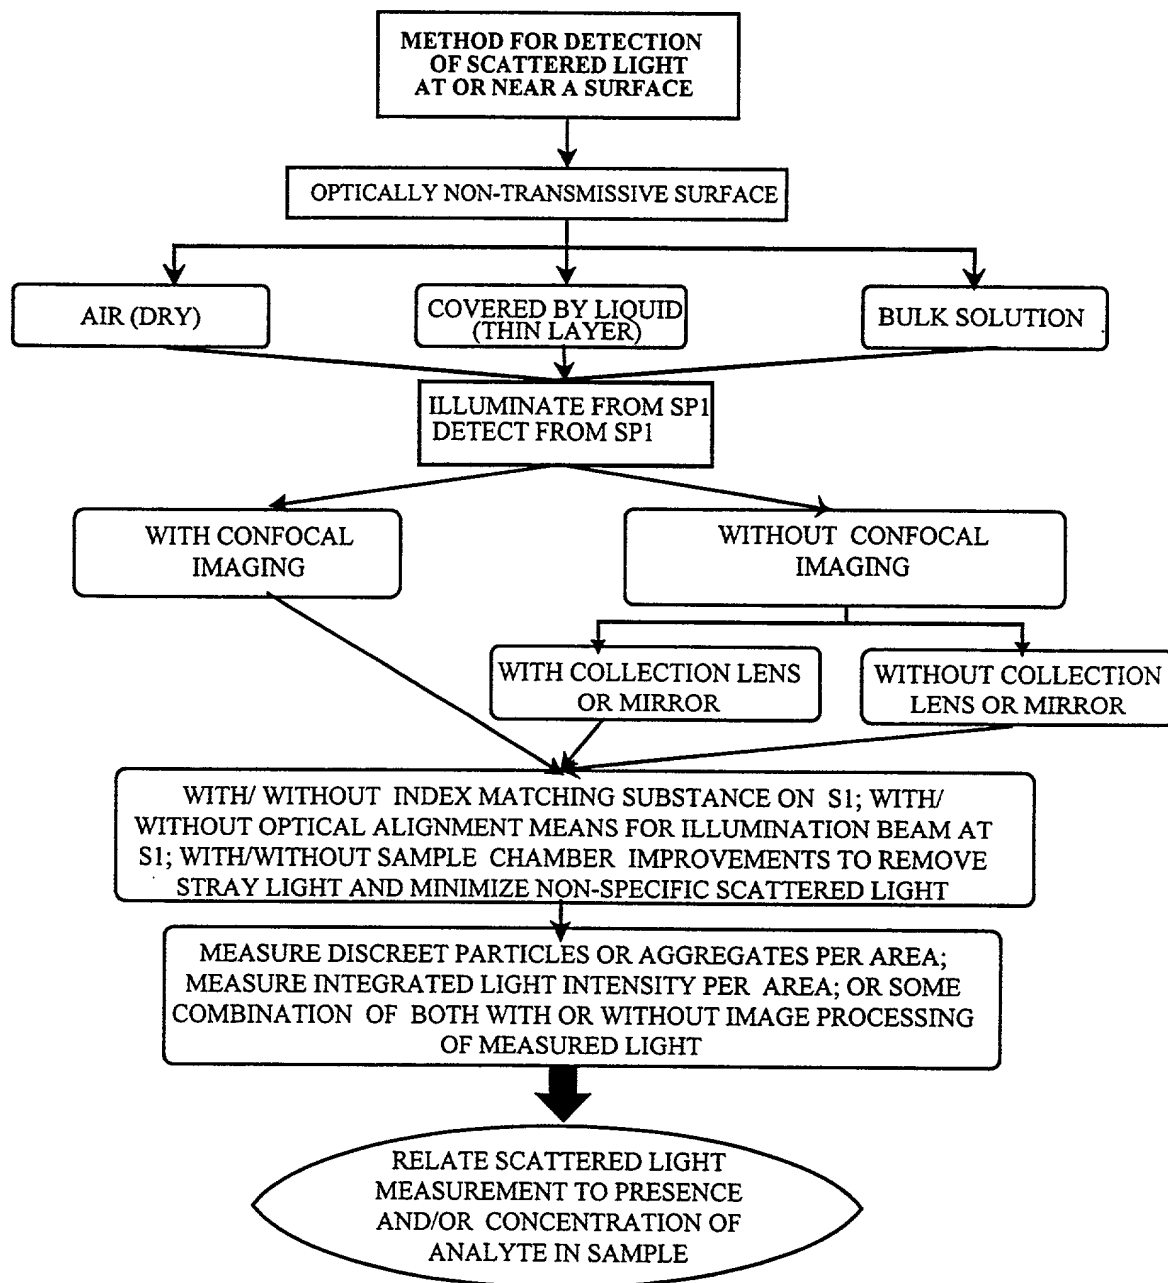 METHOD FOR DETECTION
OF SCATTERED LIGHT
AT OR NEAR A SURFACE
OPTICALLY NON-TRANSMISSIVE SURFACE
AIR (DRY)
COVERED BY LIQUID
(THIN LAYER)
BULK SOLUTION
ILLUMINATE FROM SP1
DETECT FROM SP1
WITH CONFOCAL
IMAGING
WITHOUT CONFOCAL
IMAGING
WITH COLLECTION LENS
OR MIRROR
WITHOUT COLLECTION
LENS OR MIRROR
WITH/ WITHOUT INDEX MATCHING SUBSTANCE ON S1; WITH/
WITHOUT OPTICAL ALIGNMENT MEANS FOR ILLUMINATION BEAM AT
S1; WITH/WITHOUT SAMPLE CHAMBER IMPROVEMENTS TO REMOVE
STRAY LIGHT AND MINIMIZE NON-SPECIFIC SCATTERED LIGHT
MEASURE DISCREET PARTICLES OR AGGREGATES PER AREA;
MEASURE INTEGRATED LIGHT INTENSITY PER AREA; OR SOME
COMBINATION OF BOTH WITH OR WITHOUT IMAGE PROCESSING
OF MEASURED LIGHT
RELATE SCATTERED LIGHT
MEASUREMENT TO PRESENCE
AND/OR CONCENTRATION OF
ANALYTE IN SAMPLE